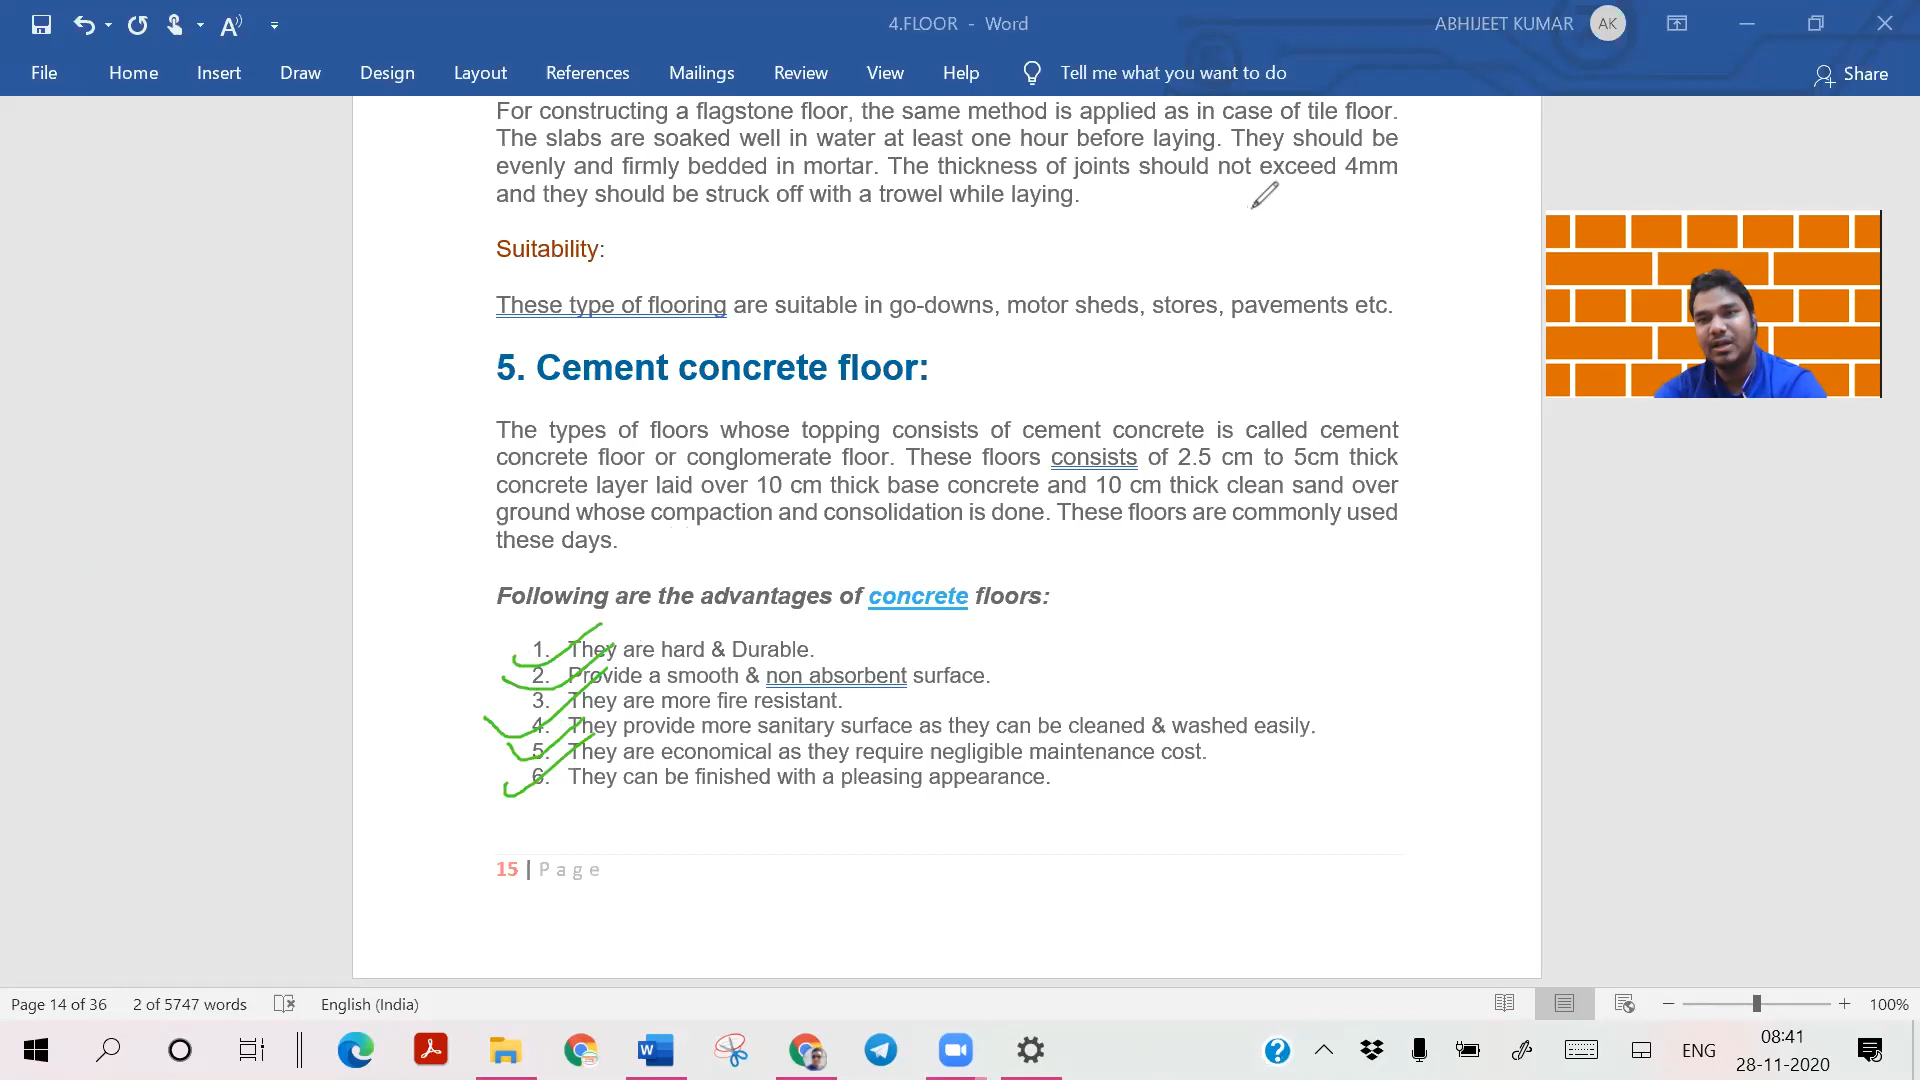 4.FLOOR - Word
ABHIJEET KUMAR
AK
File Home Insert Draw Design Layout References Mailings Review View Help Tell me what you want to do Share
For constructing a flagstone floor, the same method is applied as in case of tile floor.
The slabs are soaked well in water at least one hour before laying. They should be
evenly and firmly bedded in mortar. The thickness of joints should not exceed 4mm
and they should be struck off with a trowel while laying.
Suitability:
These type of flooring are suitable in go-downs, motor sheds, stores, pavements etc.
5. Cement concrete floor:
The types of floors whose topping consists of cement concrete is called cement
concrete floor or conglomerate floor. These floors consists of 2.5 cm to 5cm thick
concrete layer laid over 10 cm thick base concrete and 10 cm thick clean sand over
ground whose compaction and consolidation is done. These floors are commonly used
these days.
Following are the advantages of concrete floors:
1. They are hard & Durable.
2. Provide a smooth & non absorbent surface.
3. They are more fire resistant.
4. They provide more sanitary surface as they can be cleaned & washed easily.
5. They are economical as they require negligible maintenance cost.
6. They can be finished with a pleasing appearance.
15 | Page
Page 14 of 36 2 of 5747 words English (India) 100%
ENG
08:41
28-11-2020